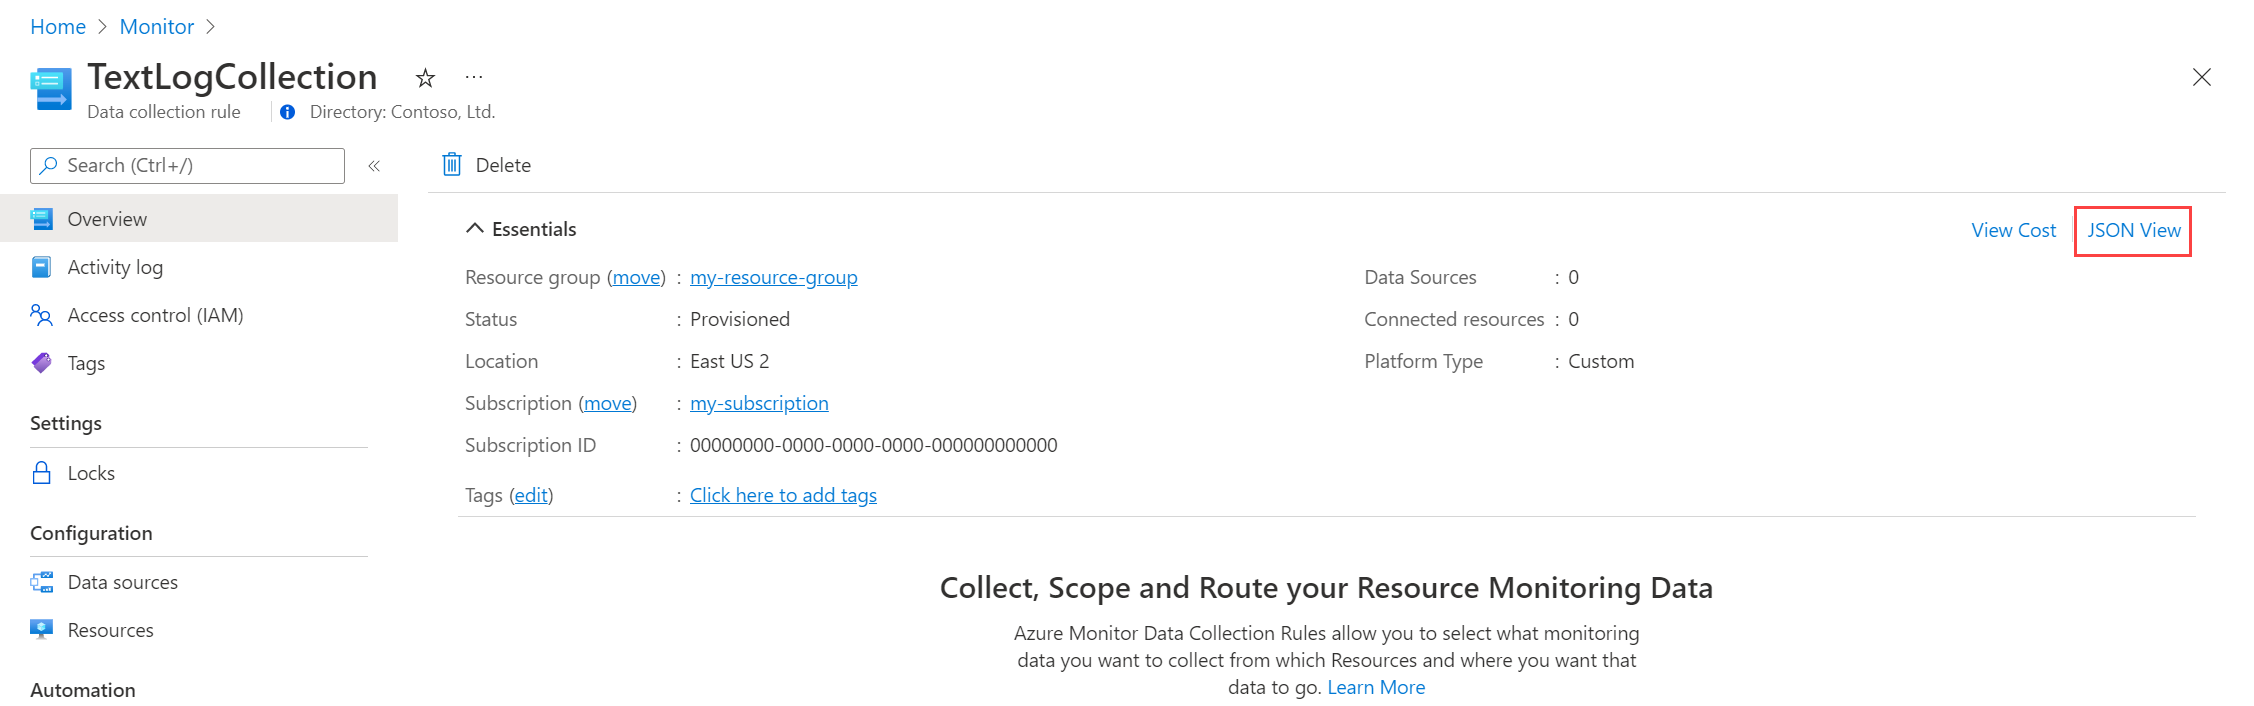 Home > Monitor >
TextLogCollection ☆ ···
Data collection rule | Directory: Contoso, Ltd.
Search (Ctrl+/) «
Delete
Overview
Activity log
Access control (IAM)
Tags
Settings
Locks
Configuration
Data sources
Resources
Automation
Essentials
View Cost JSON View
Resource group (move) : my-resource-group
Status : Provisioned
Location : East US 2
Subscription (move) : my-subscription
Subscription ID : 00000000-0000-0000-0000-000000000000
Tags (edit) : Click here to add tags
Data Sources : 0
Connected resources : 0
Platform Type : Custom
Collect, Scope and Route your Resource Monitoring Data
Azure Monitor Data Collection Rules allow you to select what monitoring
data you want to collect from which Resources and where you want that
data to go. Learn More